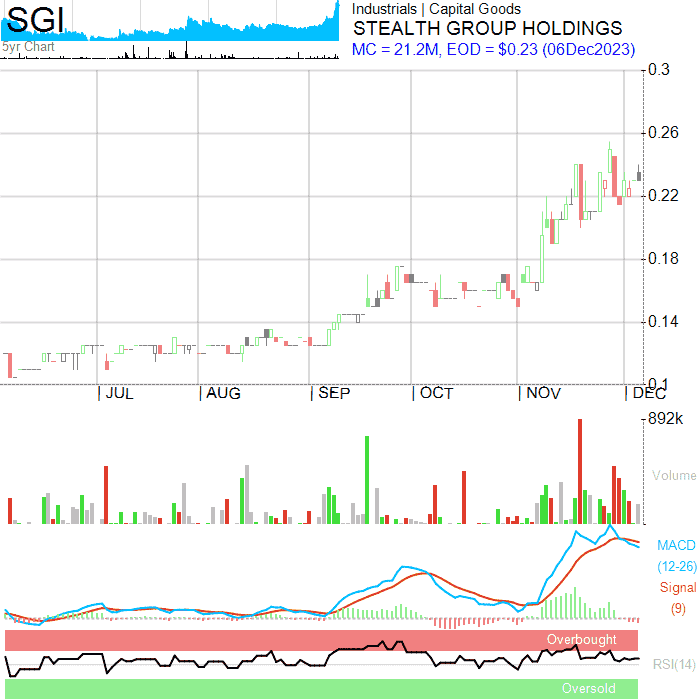 SGI
5yr Chart
Industrials | Capital Goods
STEALTH GROUP HOLDINGS
MC = 21.2M, EOD = $0.23 (06Dec2023)
0.3
0.26
0.22
0.18
0.14
0.1
| JUL | AUG | SEP | OCT | NOV | DEC
892k
Volume
MACD
(12-26)
Signal
(9)
Overbought
RSI(14)
Oversold